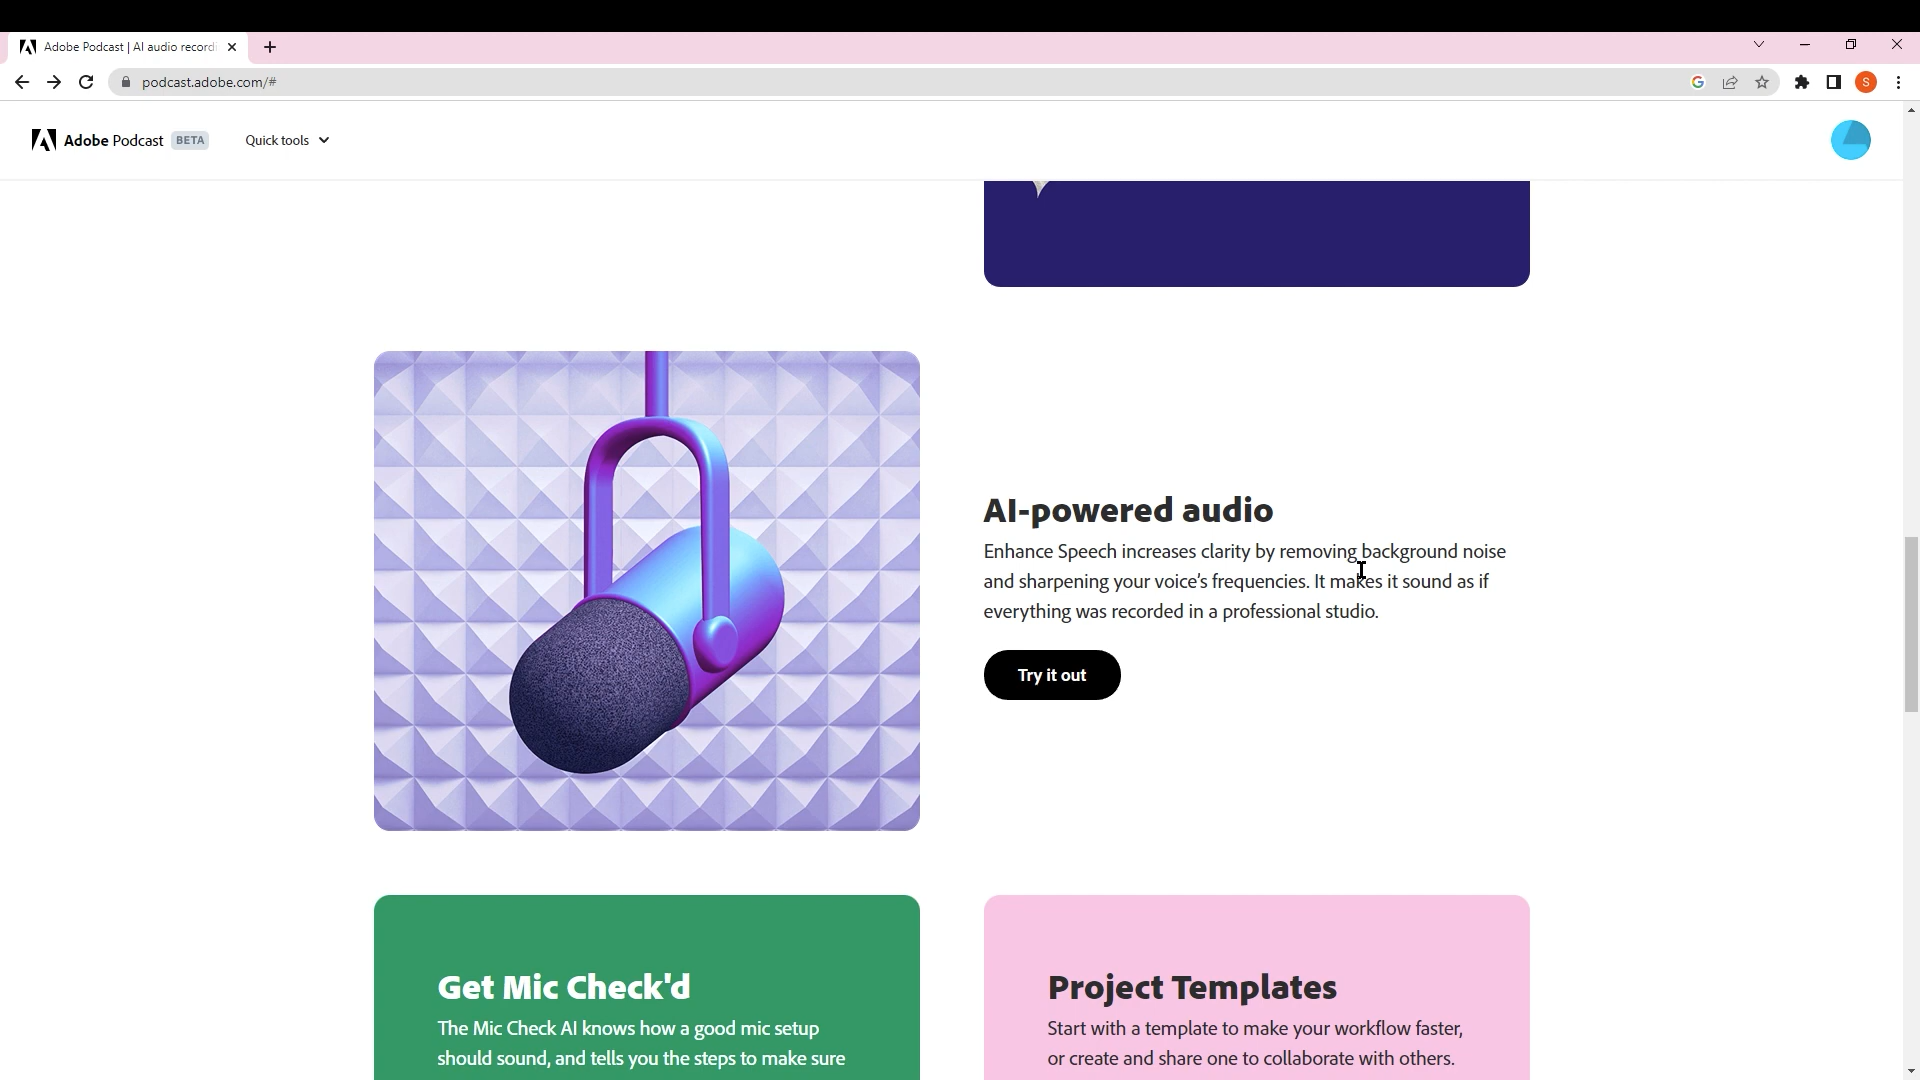 Adobe Podcast | AI audio recordi
podcast.adobe.com/#
S
Adobe Podcast BETA
Quick tools
AI-powered audio
Enhance Speech increases clarity by removing background noise
and sharpening your voice’s frequencies. It makes it sound as if
everything was recorded in a professional studio.
Try it out
Get Mic Check'd
The Mic Check AI knows how a good mic setup
should sound, and tells you the steps to make sure
Project Templates
Start with a template to make your workflow faster,
or create and share one to collaborate with others.